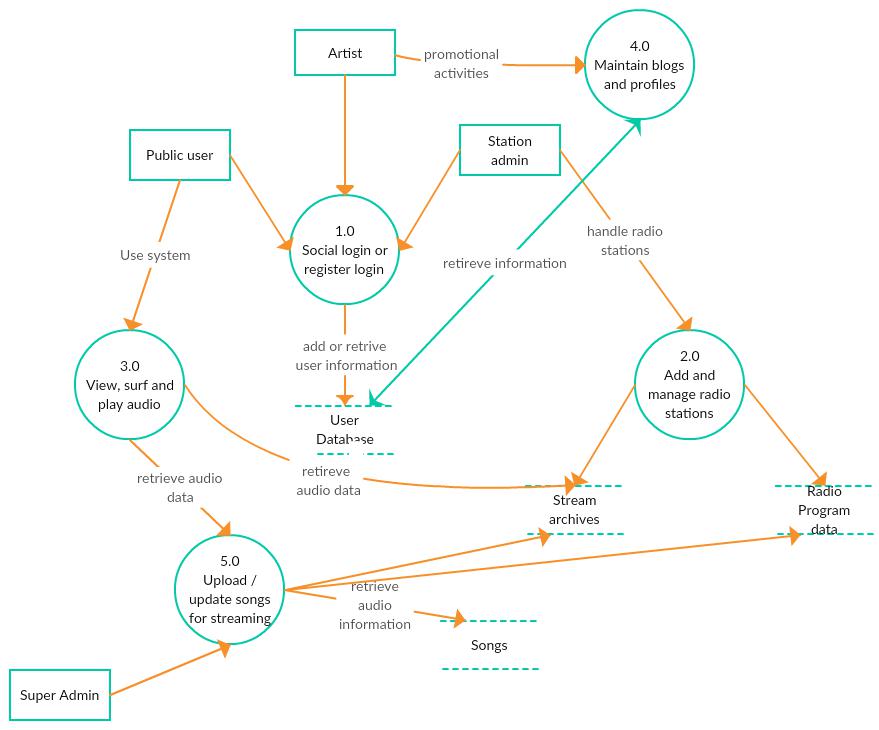 Artist
promotional
activities
4.0
Maintain blogs
and profiles
Public user
Station
admin
1.0
Social login or
register login
handle radio
stations
Use system
retireve information
add or retrive
user information
3.0
View, surf and
play audio
2.0
Add and
manage radio
stations
User
Database
retrieve audio
data
retireve
audio data
Stream
archives
Radio
Program
data
5.0
Upload /
update songs
for streaming
retrieve
audio
information
Songs
Super Admin